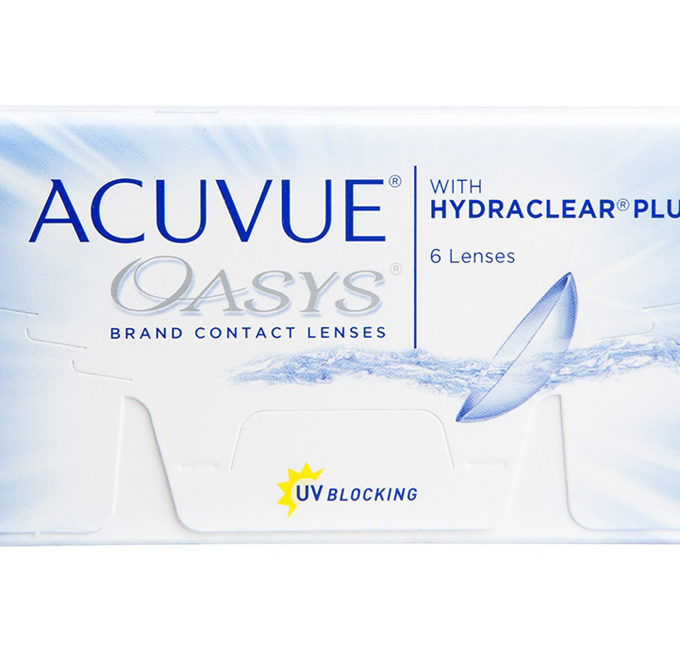 ACUVUE®
OASYS®
BRAND CONTACT LENSES
WITH
HYDRACLEAR® PLU
6 Lenses
UV BLOCKING